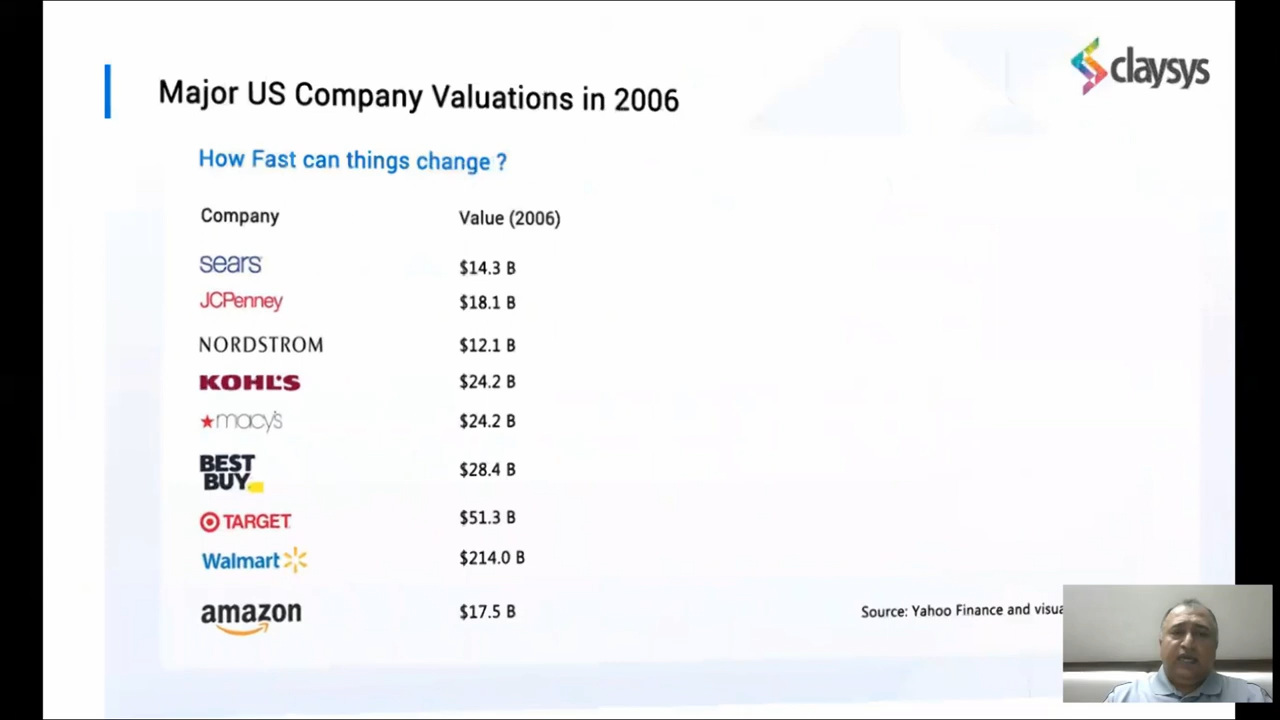 claysys
Major US Company Valuations in 2006
How Fast can things change ?
Company Value (2006)
sears $14.3 B
JCPenney $18.1 B
NORDSTROM $12.1 B
KOHL'S $24.2 B
macy's $24.2 B
BEST BUY $28.4 B
TARGET $51.3 B
Walmart $214.0 B
amazon $17.5 B
Source: Yahoo Finance and